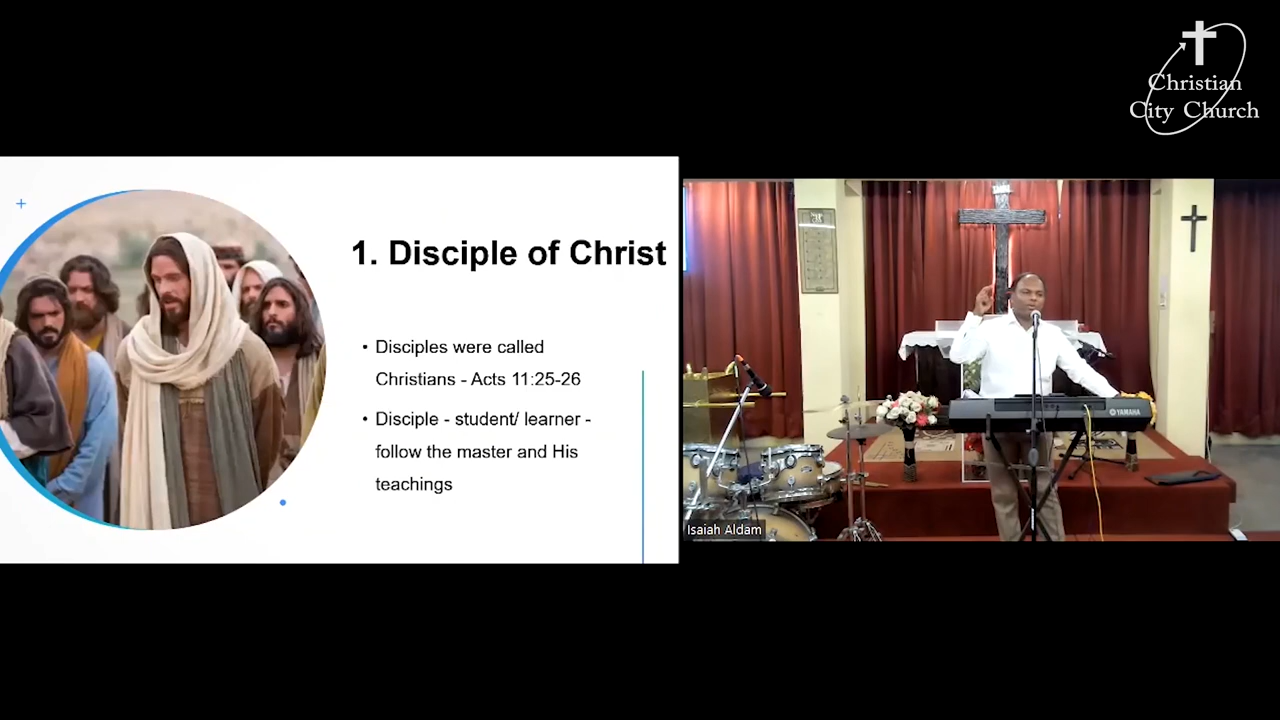 Christian
City Church
1. Disciple of Christ
• Disciples were called
Christians - Acts 11:25-26
• Disciple - student/ learner -
follow the master and His
teachings
YAMAHA
Isaiah Aldam